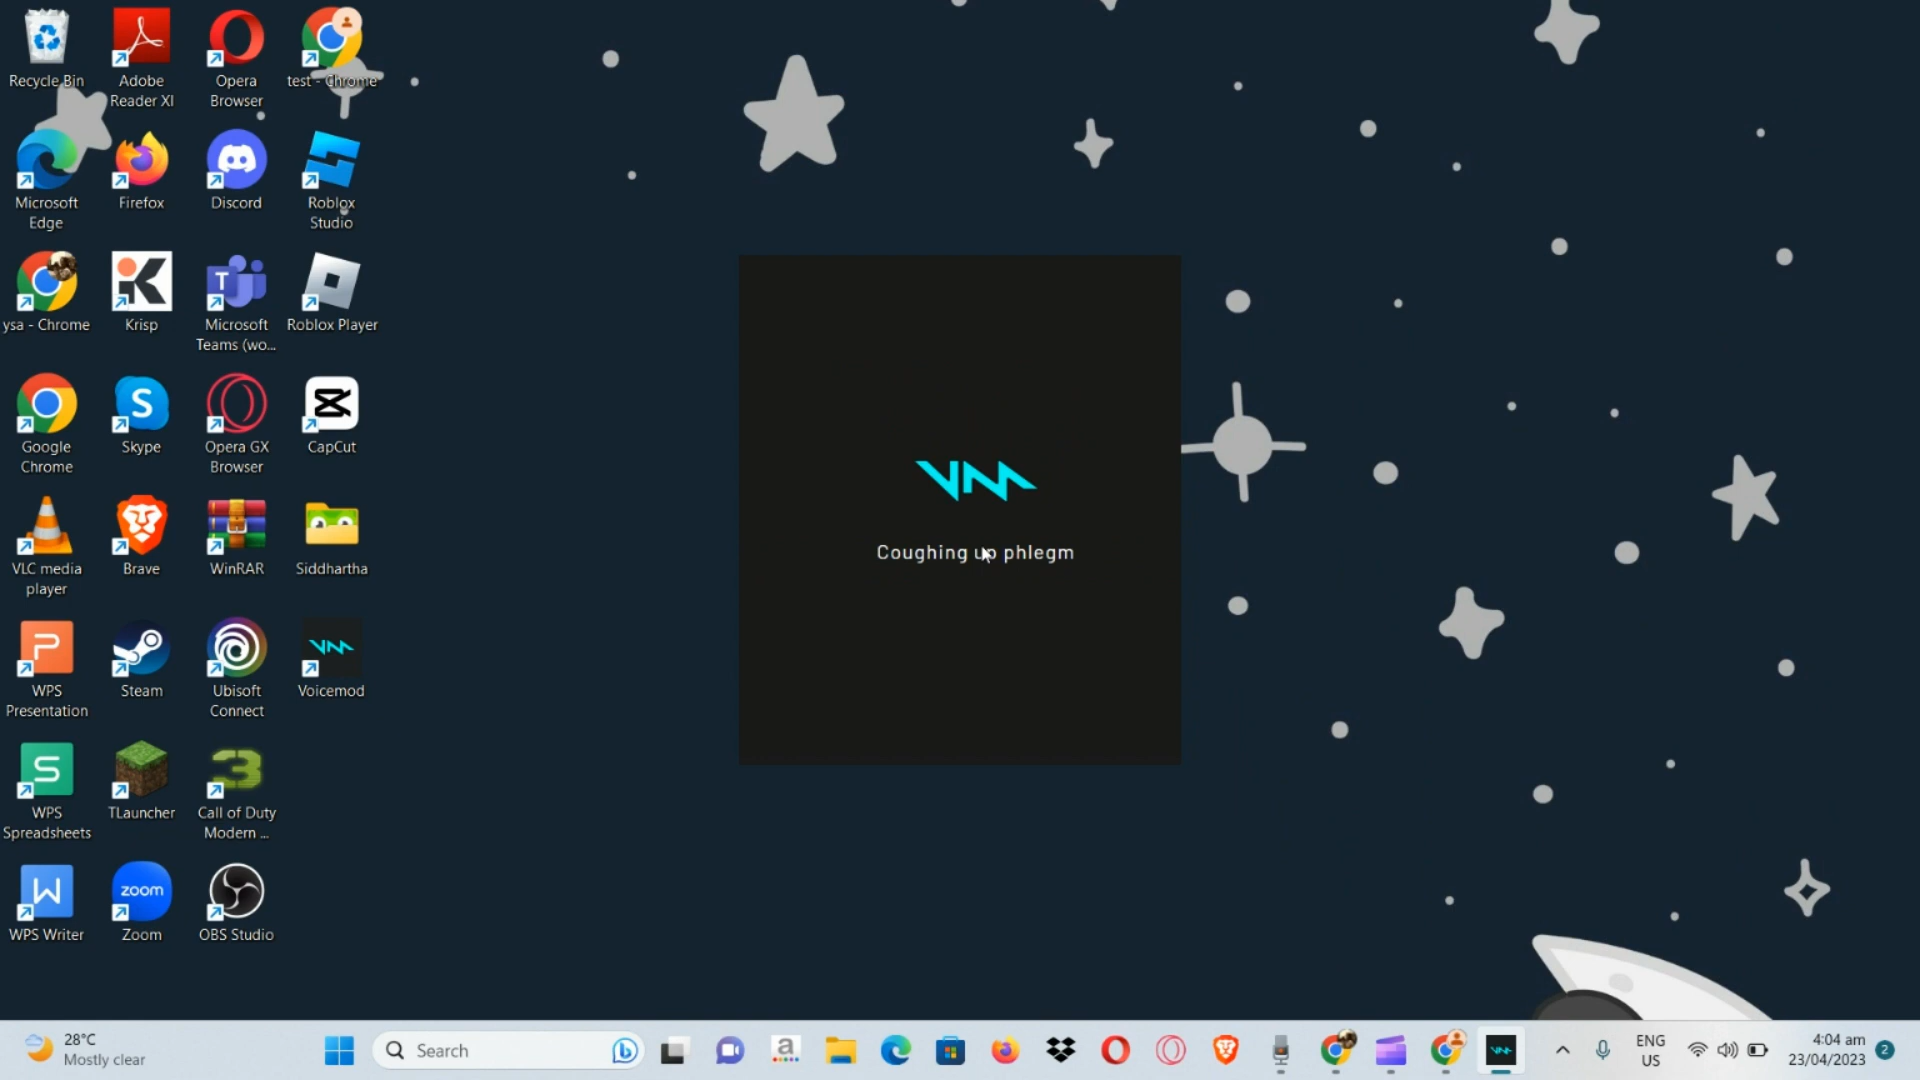 Recycle Bin
Adobe
Reader XI
Opera
Browser
test - Chrome
Microsoft
Edge
Firefox
Discord
Roblox
Studio
ysa - Chrome
Krisp
Microsoft
Teams (wo...
Roblox Player
Google
Chrome
Skype
Opera GX
Browser
CapCut
VLC media
player
Brave
WinRAR
Siddhartha
WPS
Presentation
Steam
Ubisoft
Connect
Voicemod
WPS
Spreadsheets
TLauncher
Call of Duty
Modern ...
WPS Writer
zoom
Zoom
OBS Studio
Coughing up phlegm
28°C
Mostly clear
Search
ENG
US
4:04 am
23/04/2023
2